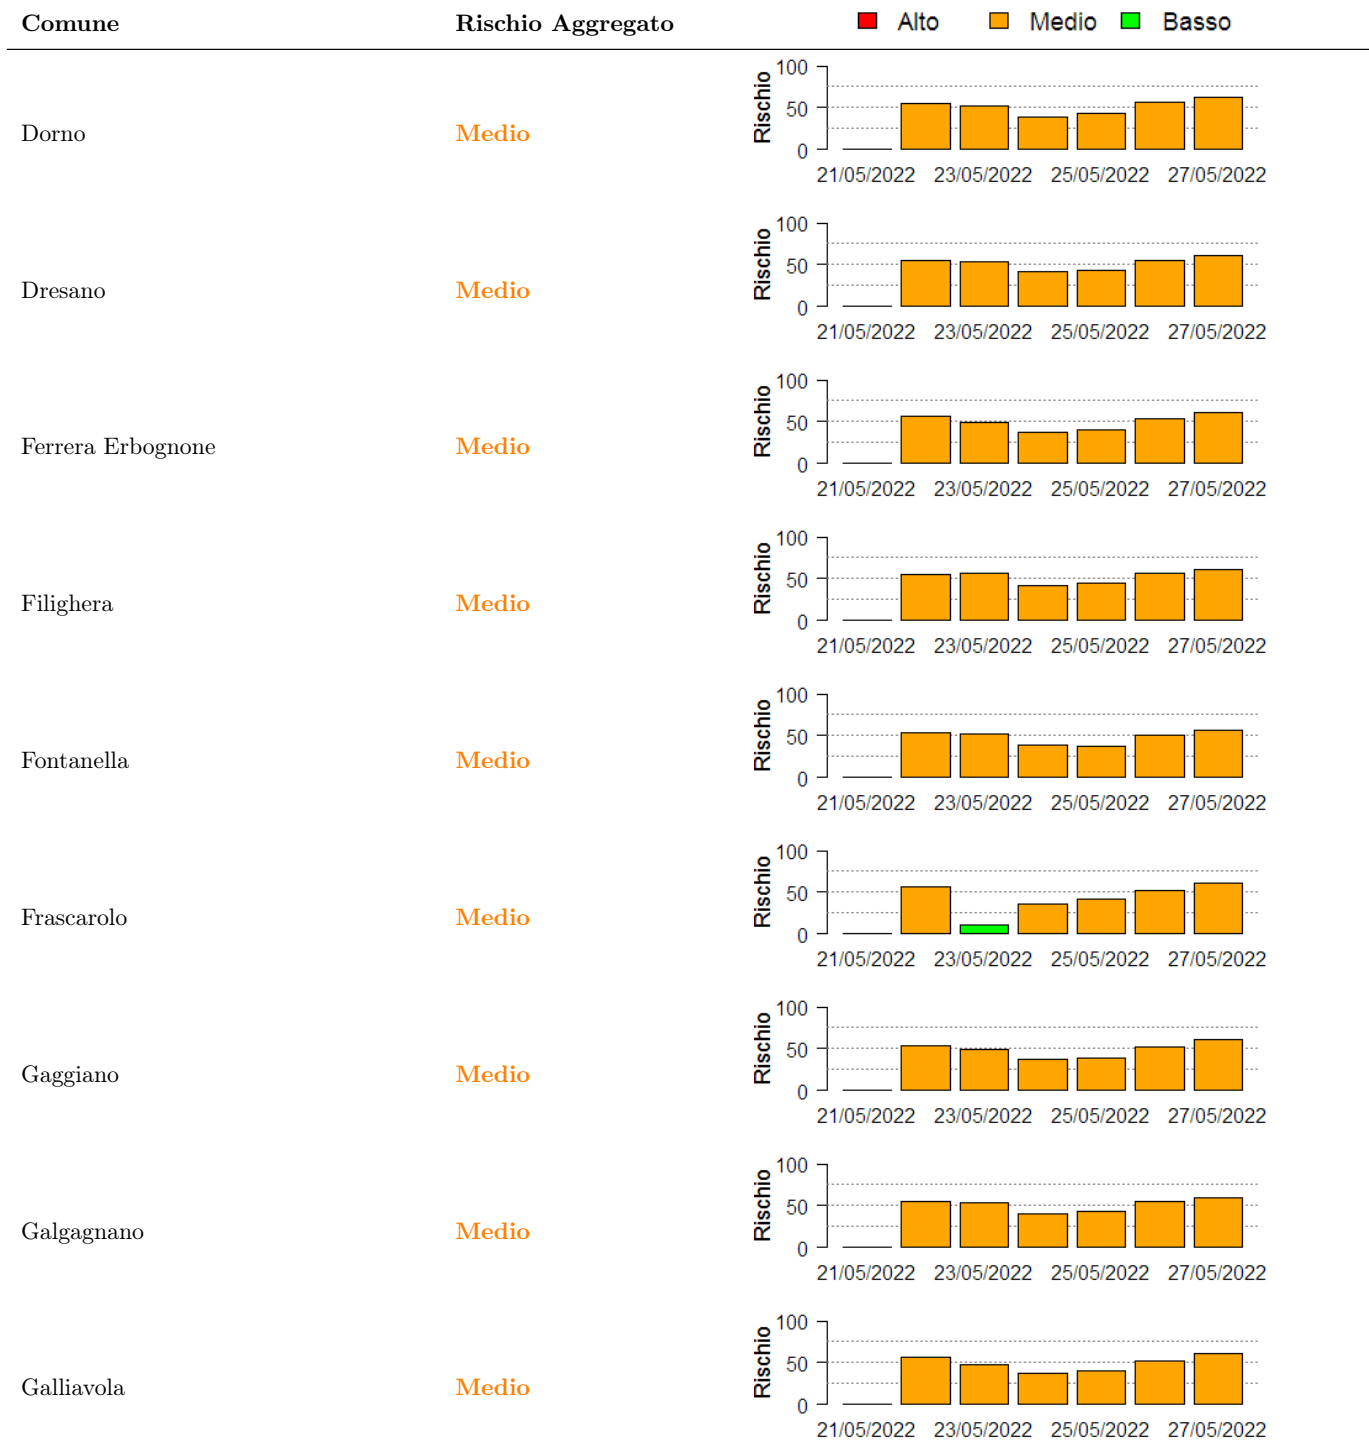 Comune Rischio Aggregato Alto Medio Basso
Dorno Medio
Rischio
100
50
0
21/05/2022 23/05/2022 25/05/2022 27/05/2022
Dresano Medio
Rischio
100
50
0
21/05/2022 23/05/2022 25/05/2022 27/05/2022
Ferrera Erbognone Medio
Rischio
100
50
0
21/05/2022 23/05/2022 25/05/2022 27/05/2022
Filighera Medio
Rischio
100
50
0
21/05/2022 23/05/2022 25/05/2022 27/05/2022
Fontanella Medio
Rischio
100
50
0
21/05/2022 23/05/2022 25/05/2022 27/05/2022
Frascarolo Medio
Rischio
100
50
0
21/05/2022 23/05/2022 25/05/2022 27/05/2022
Gaggiano Medio
Rischio
100
50
0
21/05/2022 23/05/2022 25/05/2022 27/05/2022
Galgagnano Medio
Rischio
100
50
0
21/05/2022 23/05/2022 25/05/2022 27/05/2022
Galliavola Medio
Rischio
100
50
0
21/05/2022 23/05/2022 25/05/2022 27/05/2022